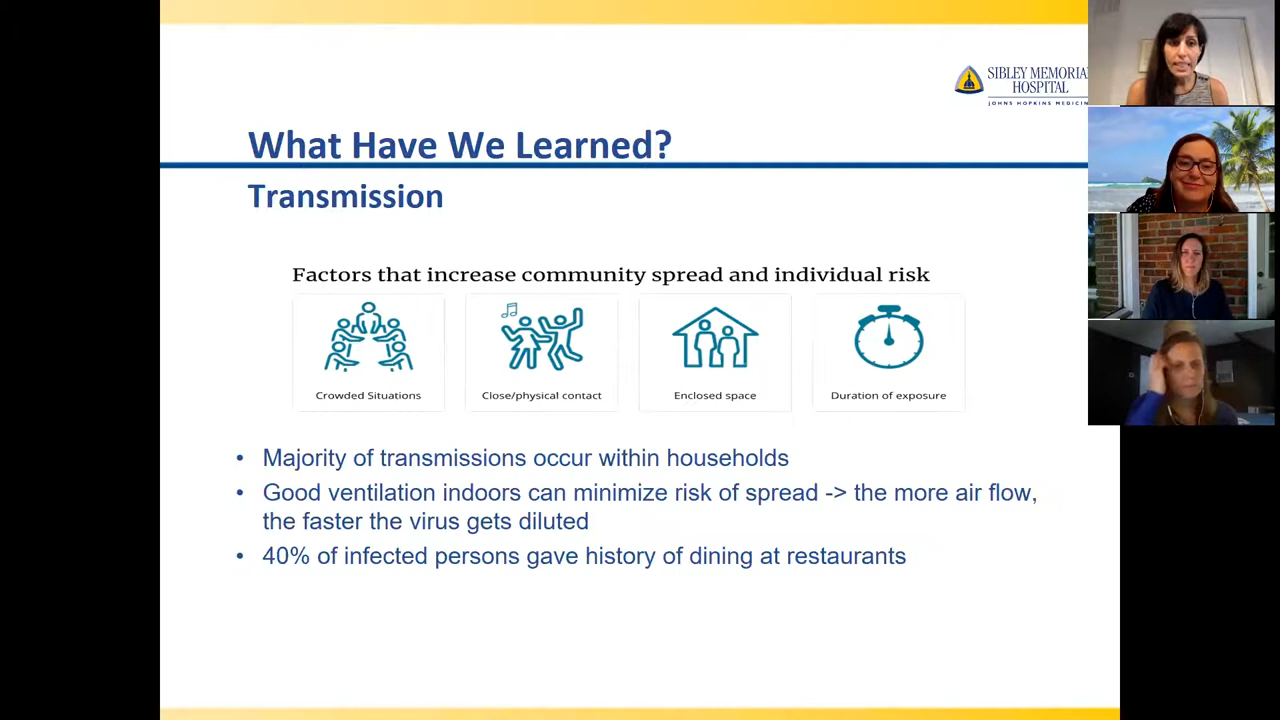 SIBLEY MEMORIAL
HOSPITAL
JOHNS HOPKINS MEDICINE
What Have We Learned?
Transmission
Factors that increase community spread and individual risk
Crowded Situations
Close/physical contact
Enclosed space
Duration of exposure
• Majority of transmissions occur within households
• Good ventilation indoors can minimize risk of spread -> the more air flow,
the faster the virus gets diluted
• 40% of infected persons gave history of dining at restaurants